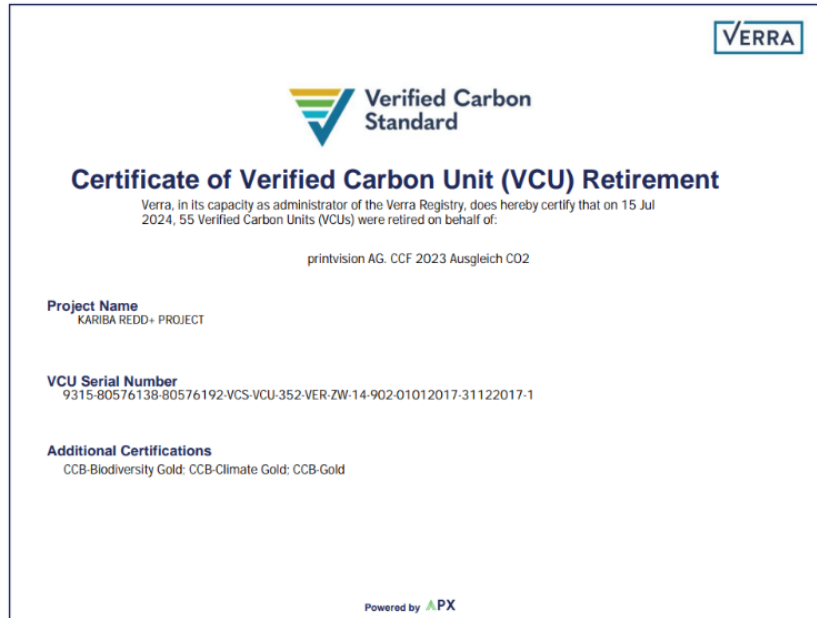 VERRA
Verified Carbon
Standard
Certificate of Verified Carbon Unit (VCU) Retirement
Verra, in its capacity as administrator of the Verra Registry, does hereby certify that on 15 Jul
2024, 55 Verified Carbon Units (VCUs) were retired on behalf of:
printvision AG. CCF 2023 Ausgleich CO2
Project Name
KARIBA REDD+ PROJECT
VCU Serial Number
9315-80576138-80576192-VCS-VCU-352-VER-ZW-14-902-01012017-31122017-1
Additional Certifications
CCB-Biodiversity Gold; CCB-Climate Gold; CCB-Gold
Powered by APX